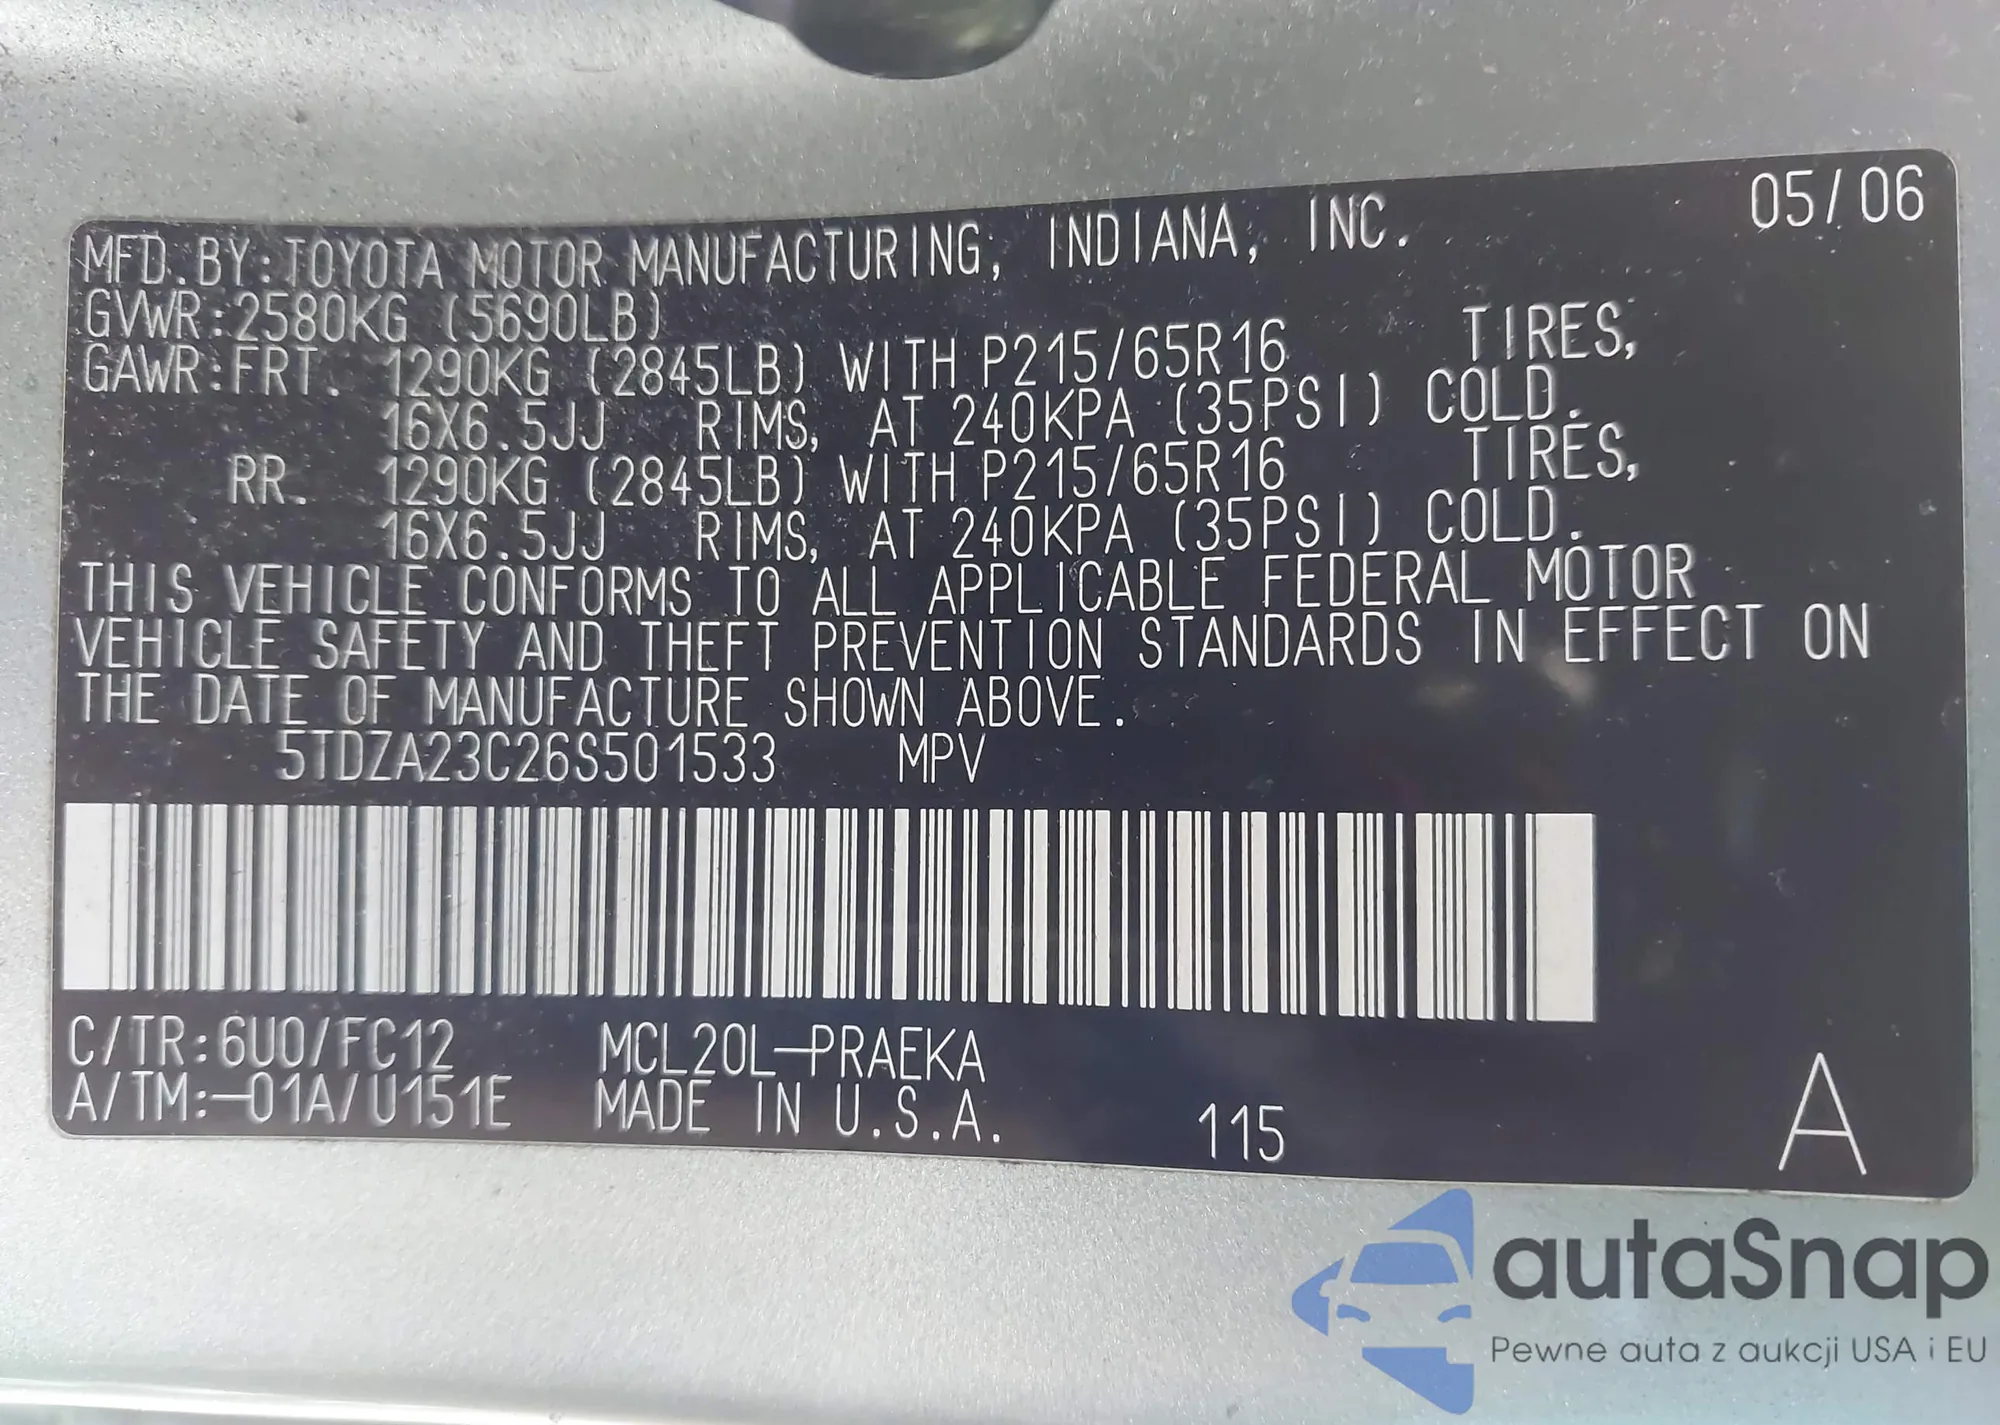 05/06
MFD. BY: TOYOTA MOTOR MANUFACTURING, INDIANA, INC.
GVWR: 2580KG (5690LB)
GAWR: FRT. 1290KG (2845LB) WITH P215/65R16 TIRES,
16X6.5JJ RIMS, AT 240KPA (35PSI) COLD.
RR. 1290KG (2845LB) WITH P215/65R16 TIRES,
16X6.5JJ RIMS, AT 240KPA (35PSI) COLD.
THIS VEHICLE CONFORMS TO ALL APPLICABLE FEDERAL MOTOR
VEHICLE SAFETY AND THEFT PREVENTION STANDARDS IN EFFECT ON
THE DATE OF MANUFACTURE SHOWN ABOVE.
5TDZA23C26S501533 MPV
C/TR: 6U0/FC12 MCL20L-PRAEKA
A/TM:-01A/U151E MADE IN U.S.A. 115 A
autaSnap
Pewne auta z aukcji USA i EU